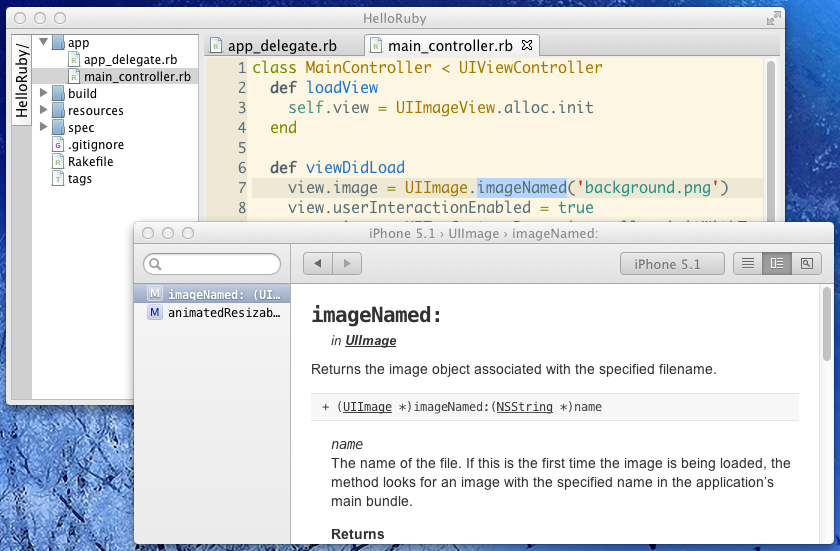 HelloRuby
HelloRuby/
app
app_delegate.rb
main_controller.rb
build
resources
spec
.gitignore
Rakefile
tags
app_delegate.rb
main_controller.rb
1 class MainController < UIViewController
2 def loadView
3 self.view = UIImageView.alloc.init
4 end
5
6 def viewDidLoad
7 view.image = UIImage.imageNamed('background.png')
8 view.userInteractionEnabled = true
iPhone 5.1 › UIImage › imageNamed:
iPhone 5.1
M imageNamed: (UI…
M animatedResizab…
imageNamed:
in UIImage
Returns the image object associated with the specified filename.
+ (UIImage *)imageNamed:(NSString *)name
name
The name of the file. If this is the first time the image is being loaded, the
method looks for an image with the specified name in the application's
main bundle.
Returns